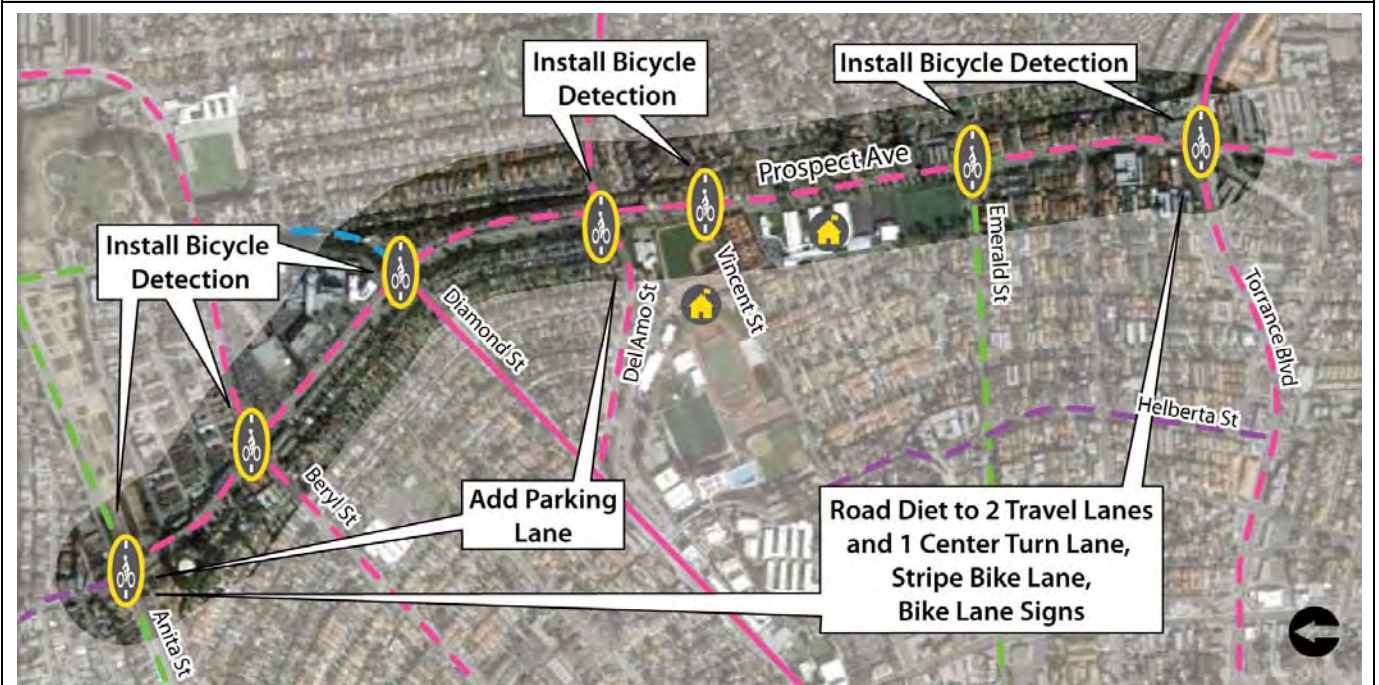 Install Bicycle
Detection
Install Bicycle Detection
Prospect Ave
Install Bicycle
Detection
Diamond St
Del Amo St
Vincent St
Emerald St
Torrance Blvd
Helberta St
Beryl St
Add Parking
Lane
Road Diet to 2 Travel Lanes
and 1 Center Turn Lane,
Stripe Bike Lane,
Bike Lane Signs
Anita St